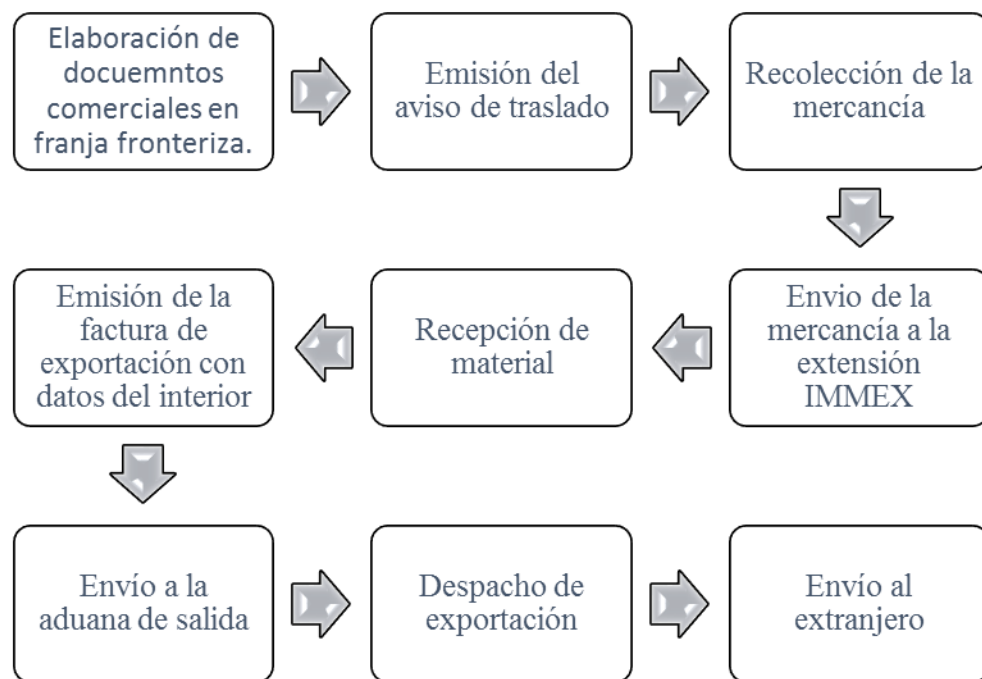 Elaboración de
docuemntos
comerciales en
franja fronteriza.
Emisión del
aviso de traslado
Recolección de la
mercancía
Envio de la
mercancía a la
extensión
IMMEX
Recepción de
material
Emisión de la
factura de
exportación con
datos del interior
Envío a la
aduana de salida
Despacho de
exportación
Envío al
extranjero